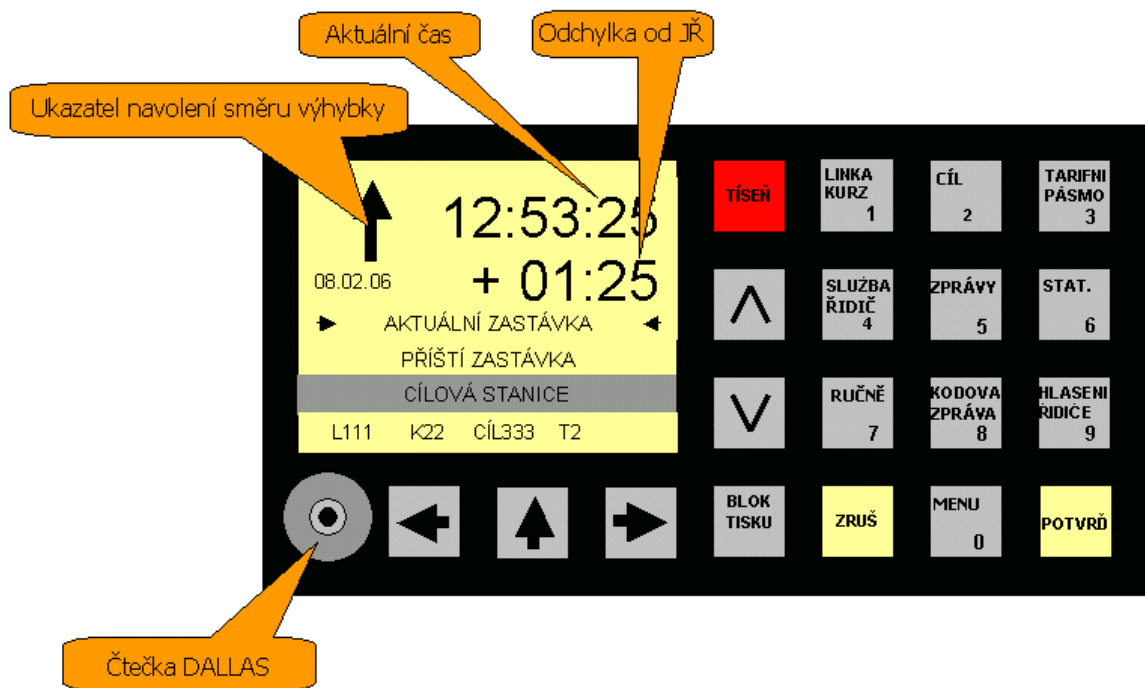 Aktuální čas
Odchylka od JŘ
Ukazatel navolení směru výhybky
12:53:25
08.02.06
+ 01:25
AKTUÁLNÍ ZASTÁVKA
PŘÍŠTÍ ZASTÁVKA
CÍLOVÁ STANICE
L111 K22 CÍL333 T2
TÍSEŇ
LINKA
KURZ
1
CÍL
2
TARIFNI
PÁSMO
3
SLUŻBA
ŘIDIČ
4
ZPRÁVY
5
STAT.
6
RUČNĚ
7
KODOVA
ZPRÁVA
8
HLASENI
ŘIDIČE
9
BLOK
TISKU
ZRUŠ
MENU
0
POTVRĎ
Čtečka DALLAS